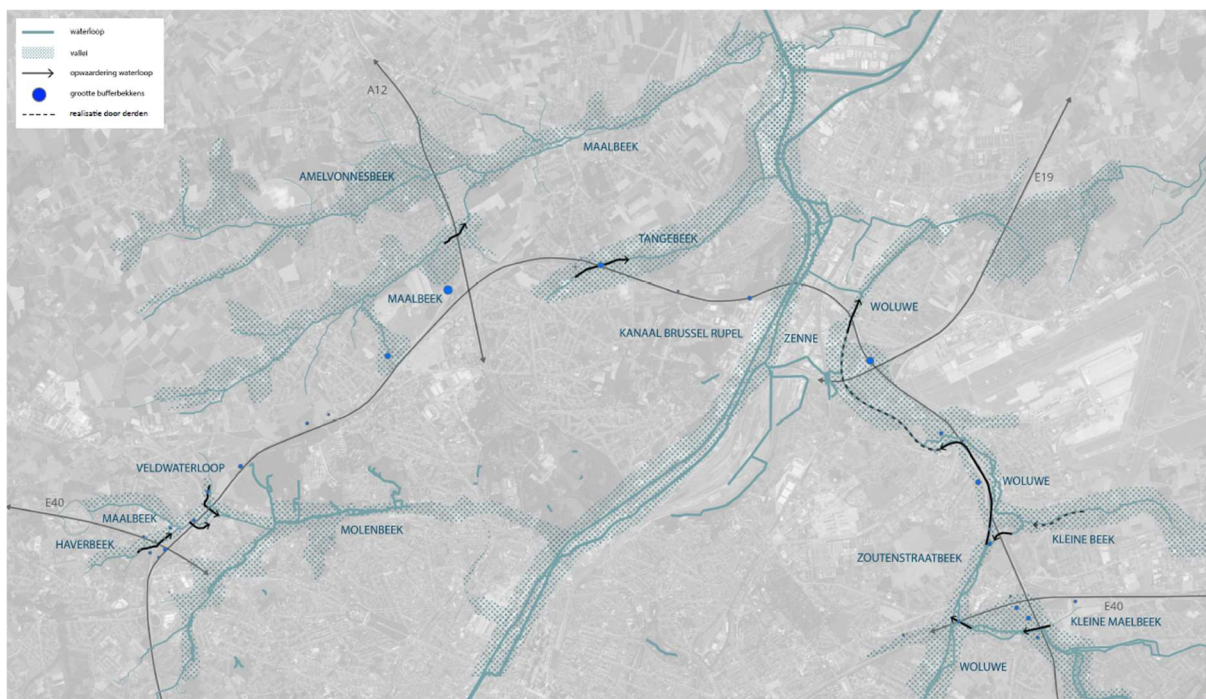 waterloop
vallei
opwaardering waterloop
grootte bufferbekkens
realisatie door derden
A12
MAALBEEK
AMELVONNESBEEK
E19
TANGEBEEK
MAALBEEK
WOLUWE
KANAAL BRUSSEL RUPEL
ZENNE
VELDWATERLOOP
E40
WOLUWE
MAALBEEK
MOLENBEEK
HAVERBEEK
KLEINE BEEK
ZOUTENSTRAATBEEK
E40
KLEINE MAELBEEK
WOLUWE